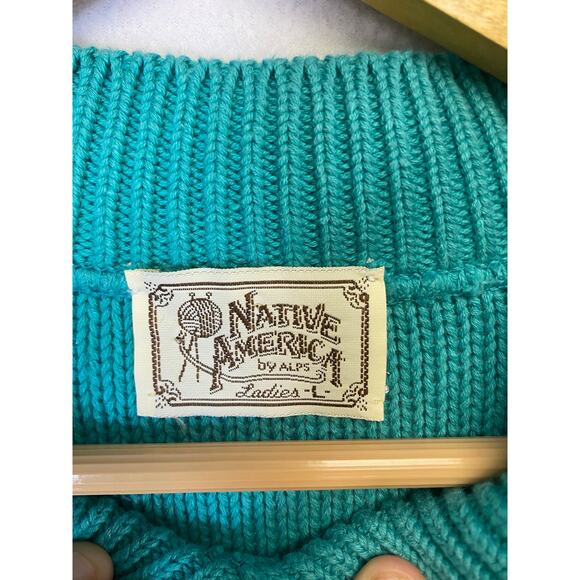 NATIVE
AMERICA
by ALPS
Ladies -L-